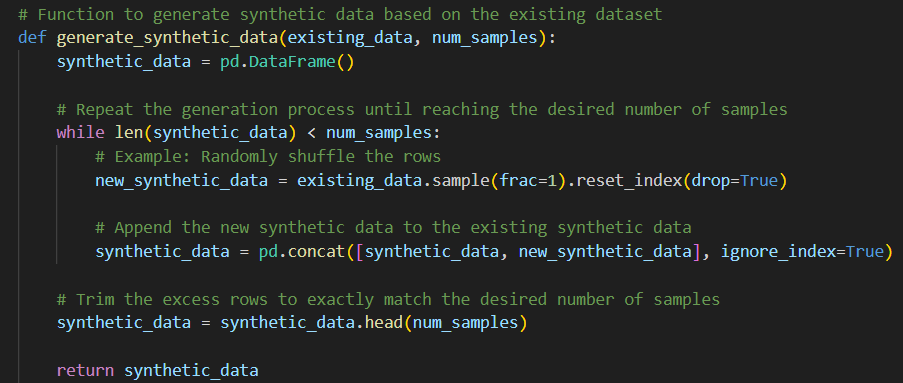 # Function to generate synthetic data based on the existing dataset
def generate_synthetic_data(existing_data, num_samples):
    synthetic_data = pd.DataFrame()

    # Repeat the generation process until reaching the desired number of samples
    while len(synthetic_data) < num_samples:
        # Example: Randomly shuffle the rows
        new_synthetic_data = existing_data.sample(frac=1).reset_index(drop=True)

        # Append the new synthetic data to the existing synthetic data
        synthetic_data = pd.concat([synthetic_data, new_synthetic_data], ignore_index=True)

    # Trim the excess rows to exactly match the desired number of samples
    synthetic_data = synthetic_data.head(num_samples)

    return synthetic_data